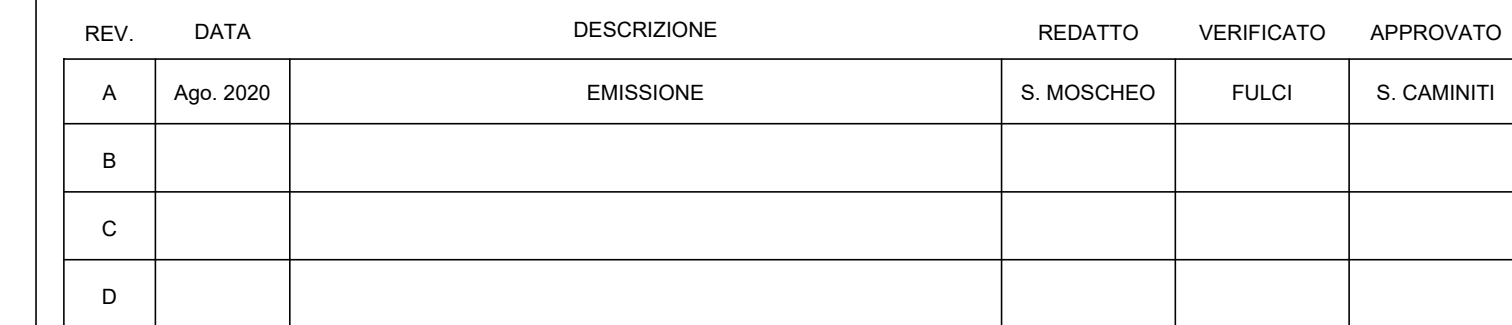 REV. DATA DESCRIZIONE REDATTO VERIFICATO APPROVATO
A Ago. 2020 EMISSIONE S. MOSCHEO FULCI S. CAMINITI
B
C
D